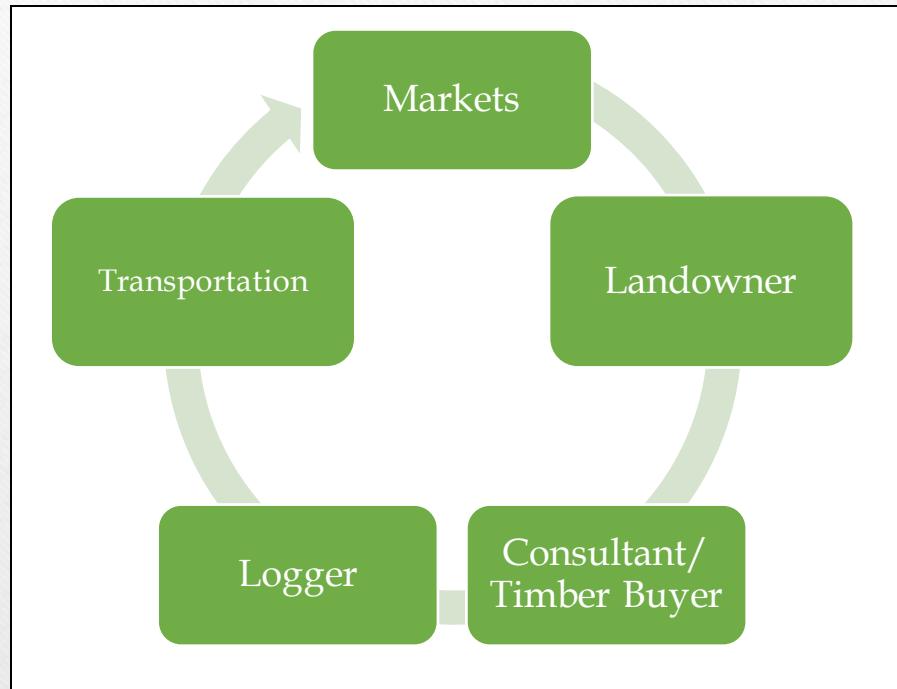 Markets
Landowner
Consultant/
Timber Buyer
Logger
Transportation